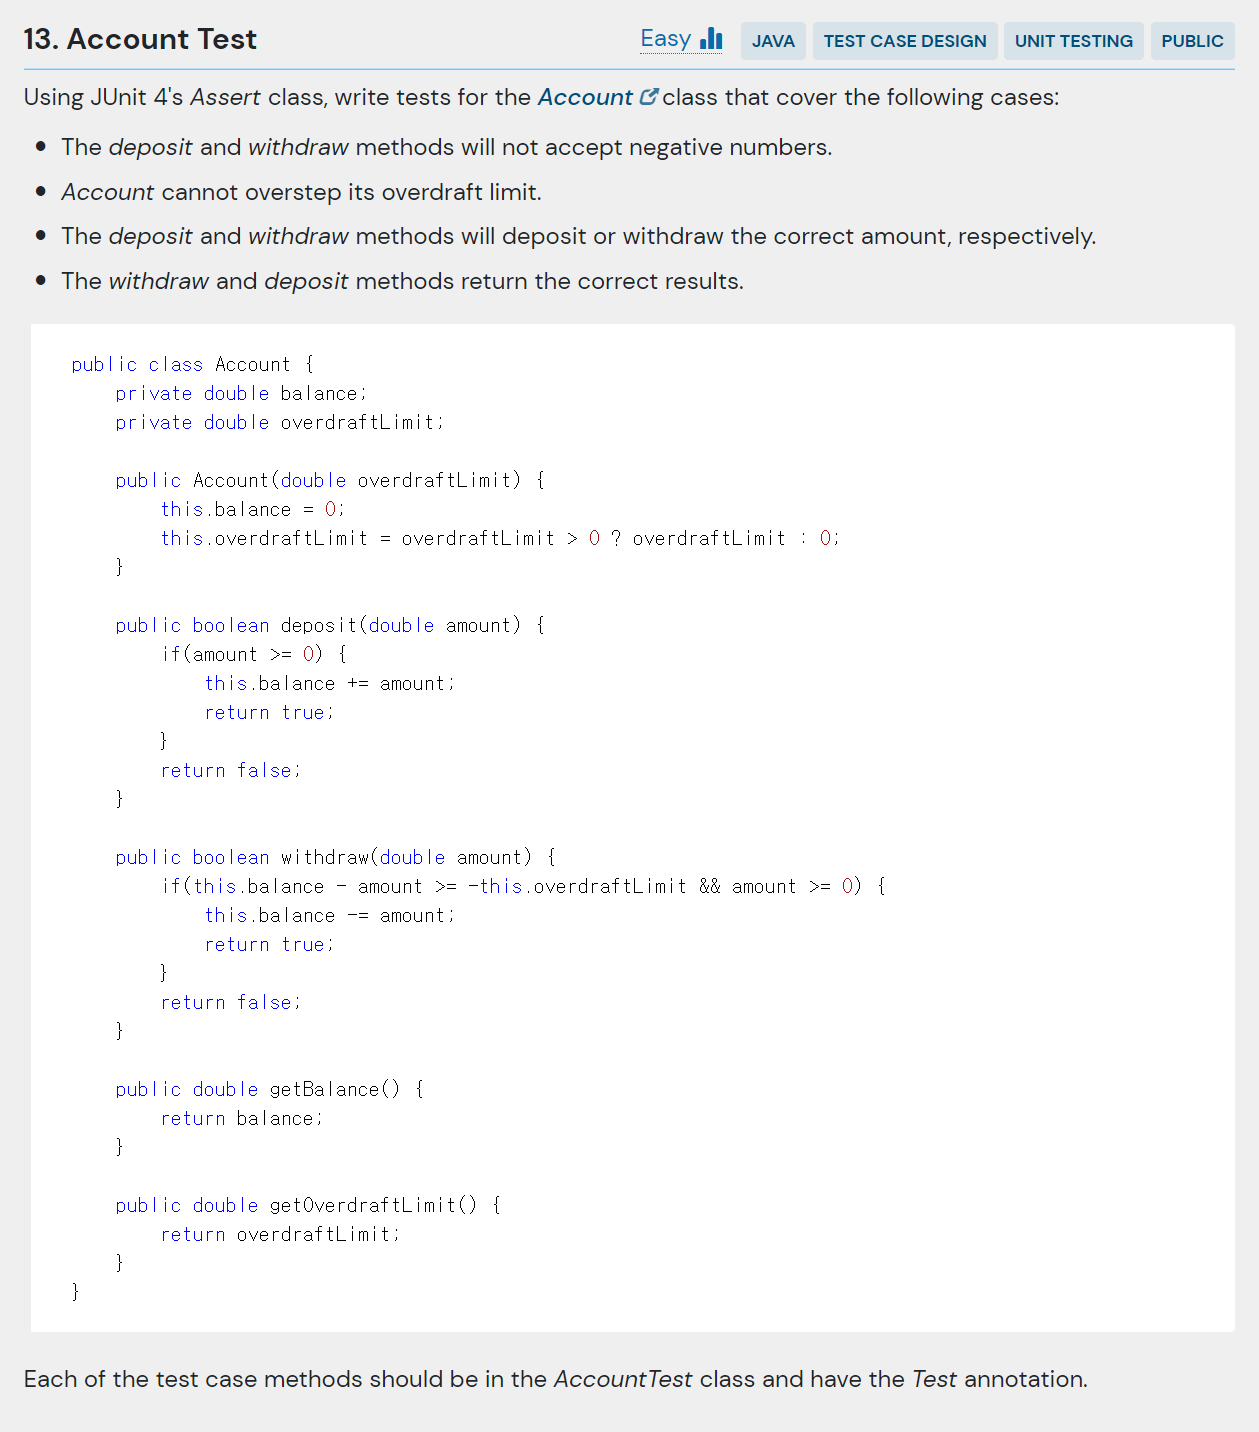 13. Account Test
Easy
JAVA
TEST CASE DESIGN
UNIT TESTING
PUBLIC
Using JUnit 4's Assert class, write tests for the Account class that cover the following cases:
• The deposit and withdraw methods will not accept negative numbers.
• Account cannot overstep its overdraft limit.
• The deposit and withdraw methods will deposit or withdraw the correct amount, respectively.
• The withdraw and deposit methods return the correct results.
public class Account {
    private double balance;
    private double overdraftLimit;
    public Account(double overdraftLimit) {
        this.balance = 0;
        this.overdraftLimit = overdraftLimit > 0 ? overdraftLimit : 0;
    }
    public boolean deposit(double amount) {
        if(amount >= 0) {
            this.balance += amount;
            return true;
        }
        return false;
    }
    public boolean withdraw(double amount) {
        if(this.balance - amount >= -this.overdraftLimit && amount >= 0) {
            this.balance -= amount;
            return true;
        }
        return false;
    }
    public double getBalance() {
        return balance;
    }
    public double getOverdraftLimit() {
        return overdraftLimit;
    }
}
Each of the test case methods should be in the AccountTest class and have the Test annotation.